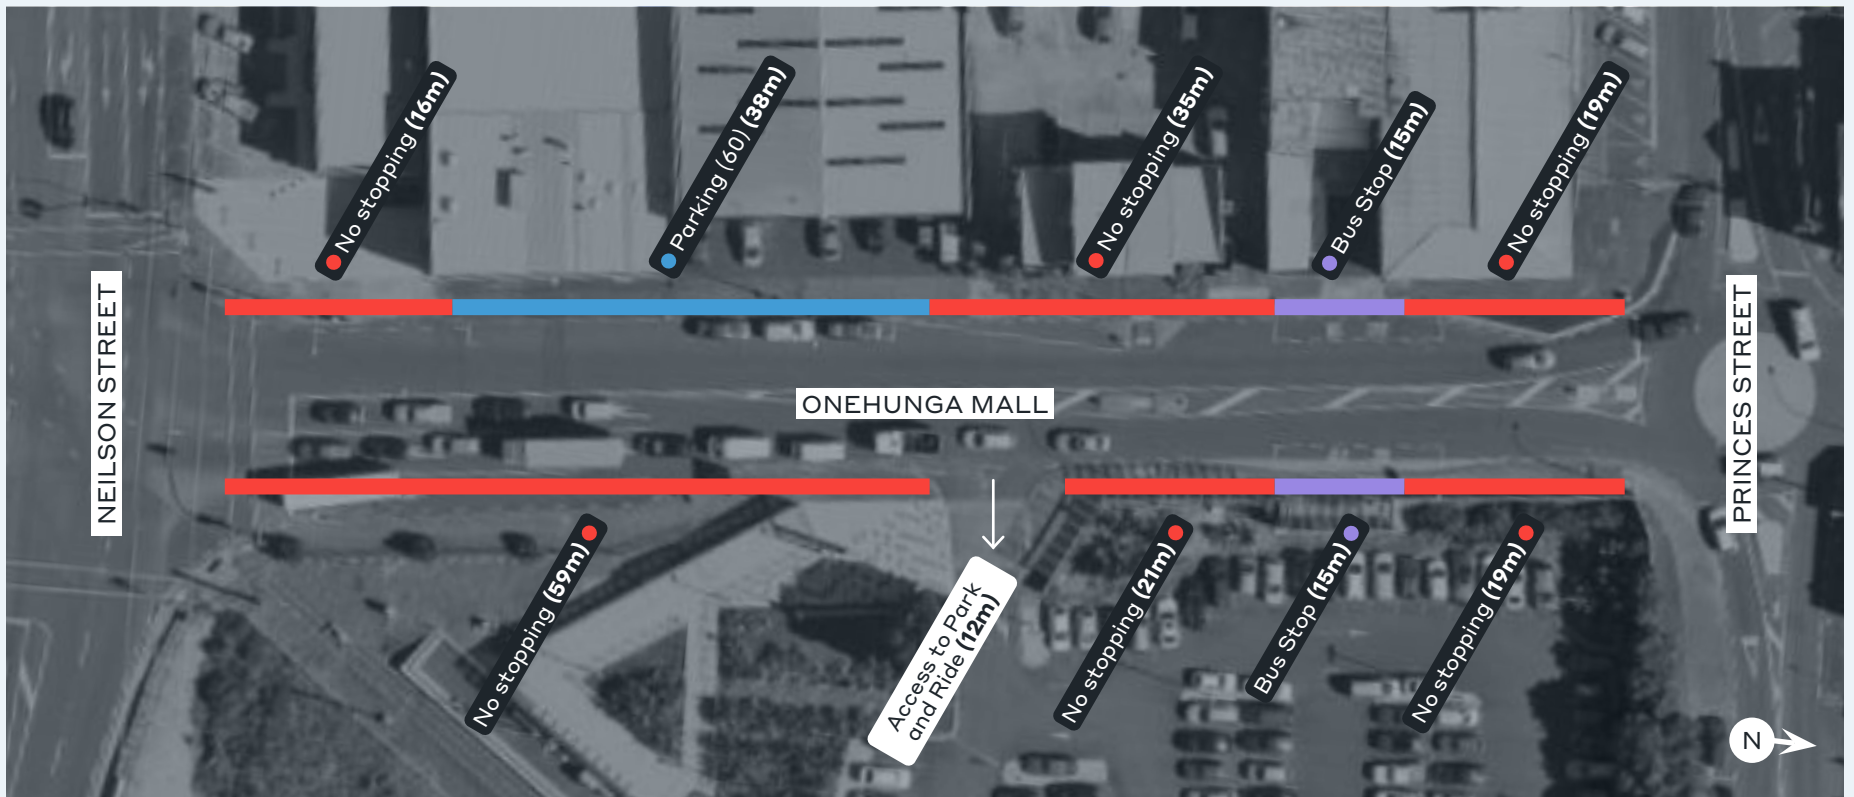 No stopping (16m)
Parking (60) (38m)
No stopping (35m)
Bus Stop (15m)
No stopping (19m)
NEILSON STREET
ONEHUNGA MALL
PRINCES STREET
No stopping (59m)
Access to Park
and Ride (12m)
No stopping (21m)
Bus Stop (15m)
No stopping (19m)
N